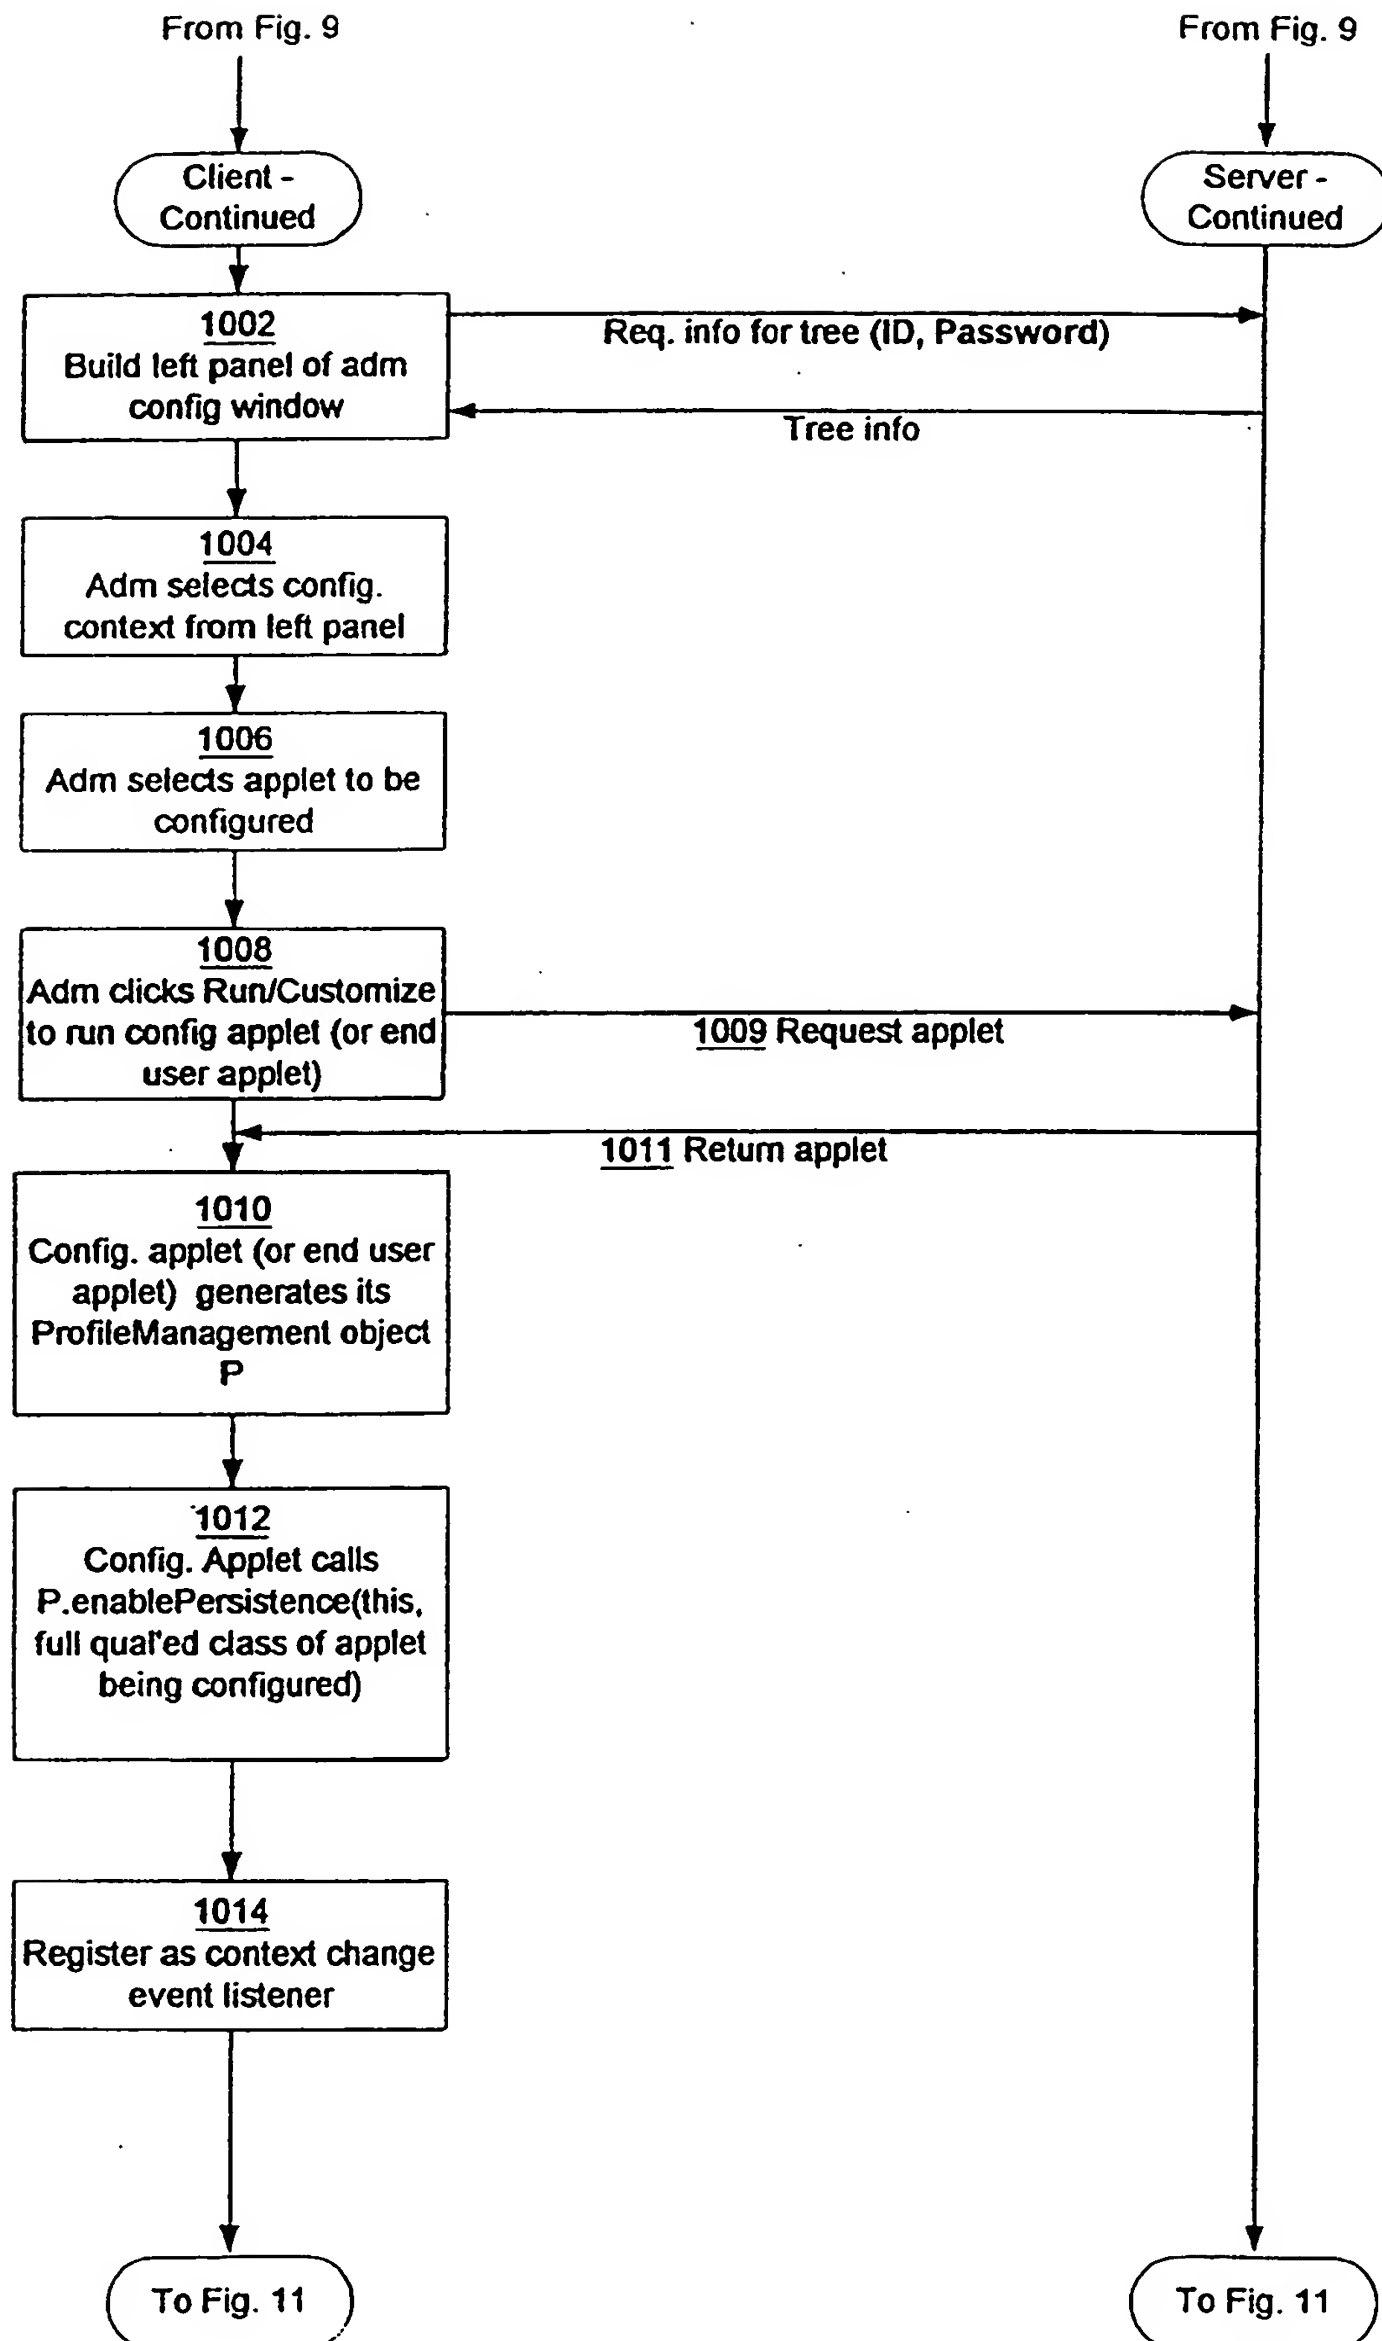 From Fig. 9
From Fig. 9
Client -
Continued
Server -
Continued
1002
Build left panel of adm
config window
Req. info for tree (ID, Password)
Tree info
1004
Adm selects config.
context from left panel
1006
Adm selects applet to be
configured
1008
Adm clicks Run/Customize
to run config applet (or end
user applet)
1009 Request applet
1011 Return applet
1010
Config. applet (or end user
applet) generates its
ProfileManagement object
P
1012
Config. Applet calls
P.enablePersistence(this,
full qual'ed class of applet
being configured)
1014
Register as context change
event listener
To Fig. 11
To Fig. 11